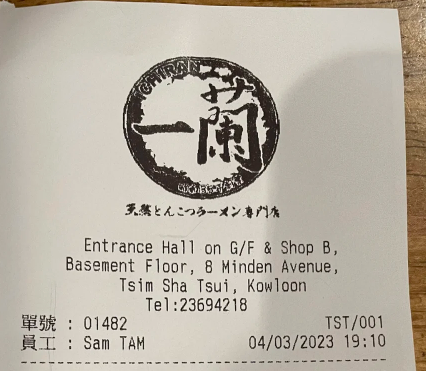 ICHIRAN
一蘭
天然とんこつラーメン専門店
Entrance Hall on G/F & Shop B,
Basement Floor, 8 Minden Avenue,
Tsim Sha Tsui, Kowloon
Tel:23694218
單號 : 01482 TST/001
員工 : Sam TAM 04/03/2023 19:10